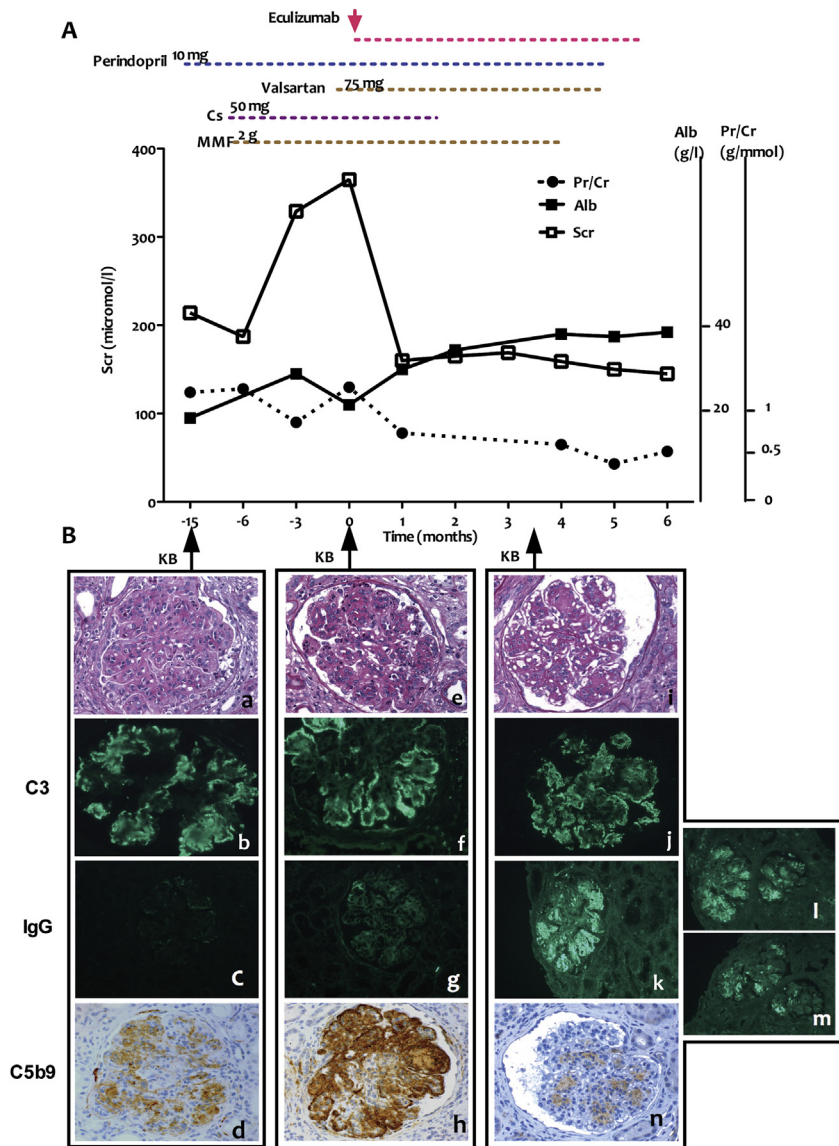 A
Eculizumab
Perindopril 10 mg
Valsartan 75 mg
Cs 50 mg
MMF 2 g
Alb (g/l)
Pr/Cr (g/mmol)
400
300
200
100
0
Scr (micromol/l)
Pr/Cr
Alb
Scr
40
20
1
0.5
0
-15 -6 -3 0 1 2 3 4 5 6
Time (months)
B
KB KB KB
a e i
C3
b f j
IgG
C g k l
m
C5b9
d h n